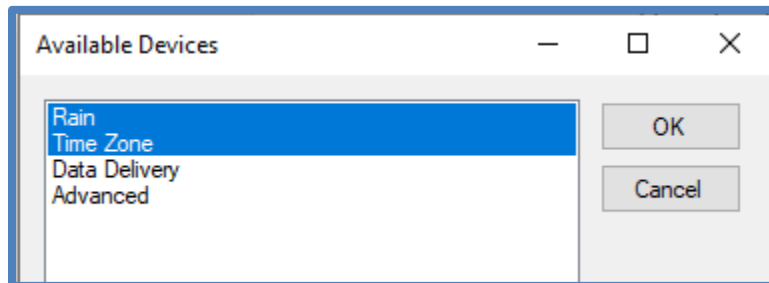 Available Devices
Rain
OK
Time Zone
Data Delivery
Cancel
Advanced